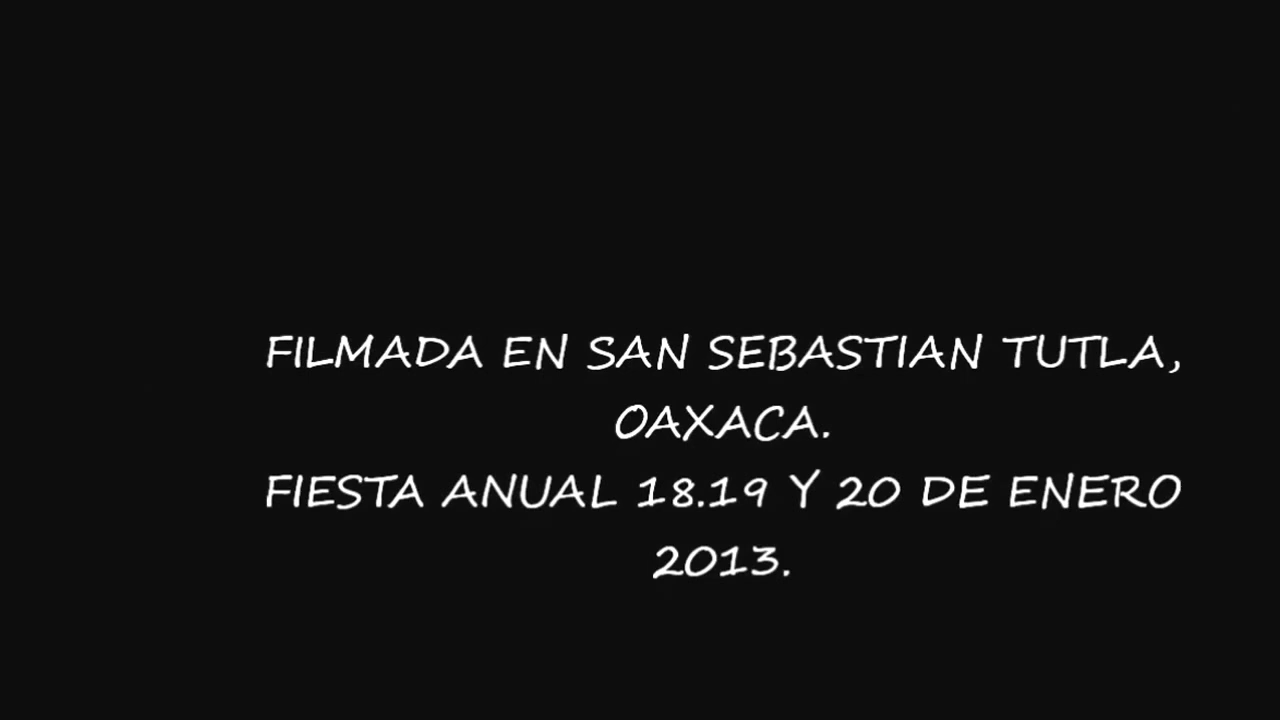 FILMADA EN SAN SEBASTIAN TUTLA,
OAXACA.
FIESTA ANUAL 18.19 Y 20 DE ENERO
2013.